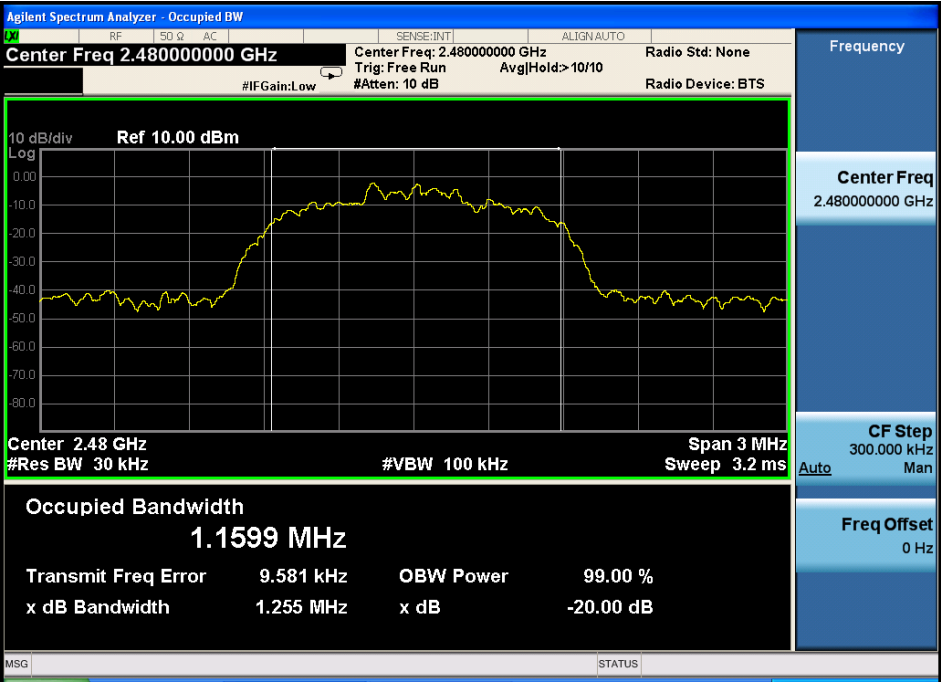 Agilent Spectrum Analyzer - Occupied BW
LXI RF 50 Ω AC SENSE:INT ALIGN AUTO
Center Freq 2.480000000 GHz
#IFGain:Low
Center Freq: 2.480000000 GHz
Trig: Free Run Avg|Hold:>10/10
#Atten: 10 dB
Radio Std: None
Radio Device: BTS
10 dB/div Ref 10.00 dBm
Log
0.00
-10.0
-20.0
-30.0
-40.0
-50.0
-60.0
-70.0
-80.0
Center 2.48 GHz Span 3 MHz
#Res BW 30 kHz #VBW 100 kHz Sweep 3.2 ms
Occupied Bandwidth
1.1599 MHz
Transmit Freq Error 9.581 kHz OBW Power 99.00 %
x dB Bandwidth 1.255 MHz x dB -20.00 dB
MSG STATUS
Frequency
Center Freq
2.480000000 GHz
CF Step
300.000 kHz
Auto Man
Freq Offset
0 Hz